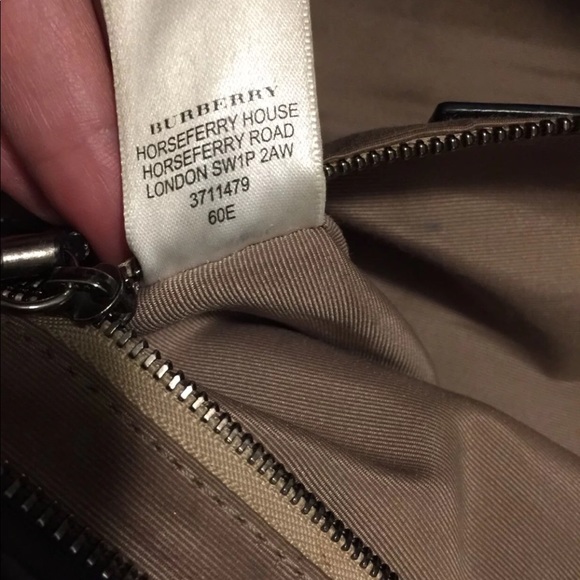 BURBERRY
HORSEFERRY HOUSE
HORSEFERRY ROAD
LONDON SW1P 2AW
3711479
60E